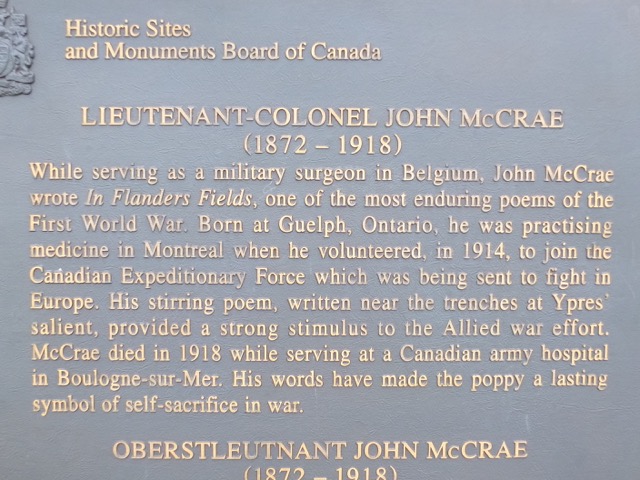 Historic Sites
and Monuments Board of Canada
LIEUTENANT-COLONEL JOHN McCRAE
(1872 – 1918)
While serving as a military surgeon in Belgium, John McCrae
wrote In Flanders Fields, one of the most enduring poems of the
First World War. Born at Guelph, Ontario, he was practising
medicine in Montreal when he volunteered, in 1914, to join the
Canadian Expeditionary Force which was being sent to fight in
Europe. His stirring poem, written near the trenches at Ypres'
salient, provided a strong stimulus to the Allied war effort.
McCrae died in 1918 while serving at a Canadian army hospital
in Boulogne-sur-Mer. His words have made the poppy a lasting
symbol of self-sacrifice in war.
OBERSTLEUTNANT JOHN McCRAE
(1872 – 1918)